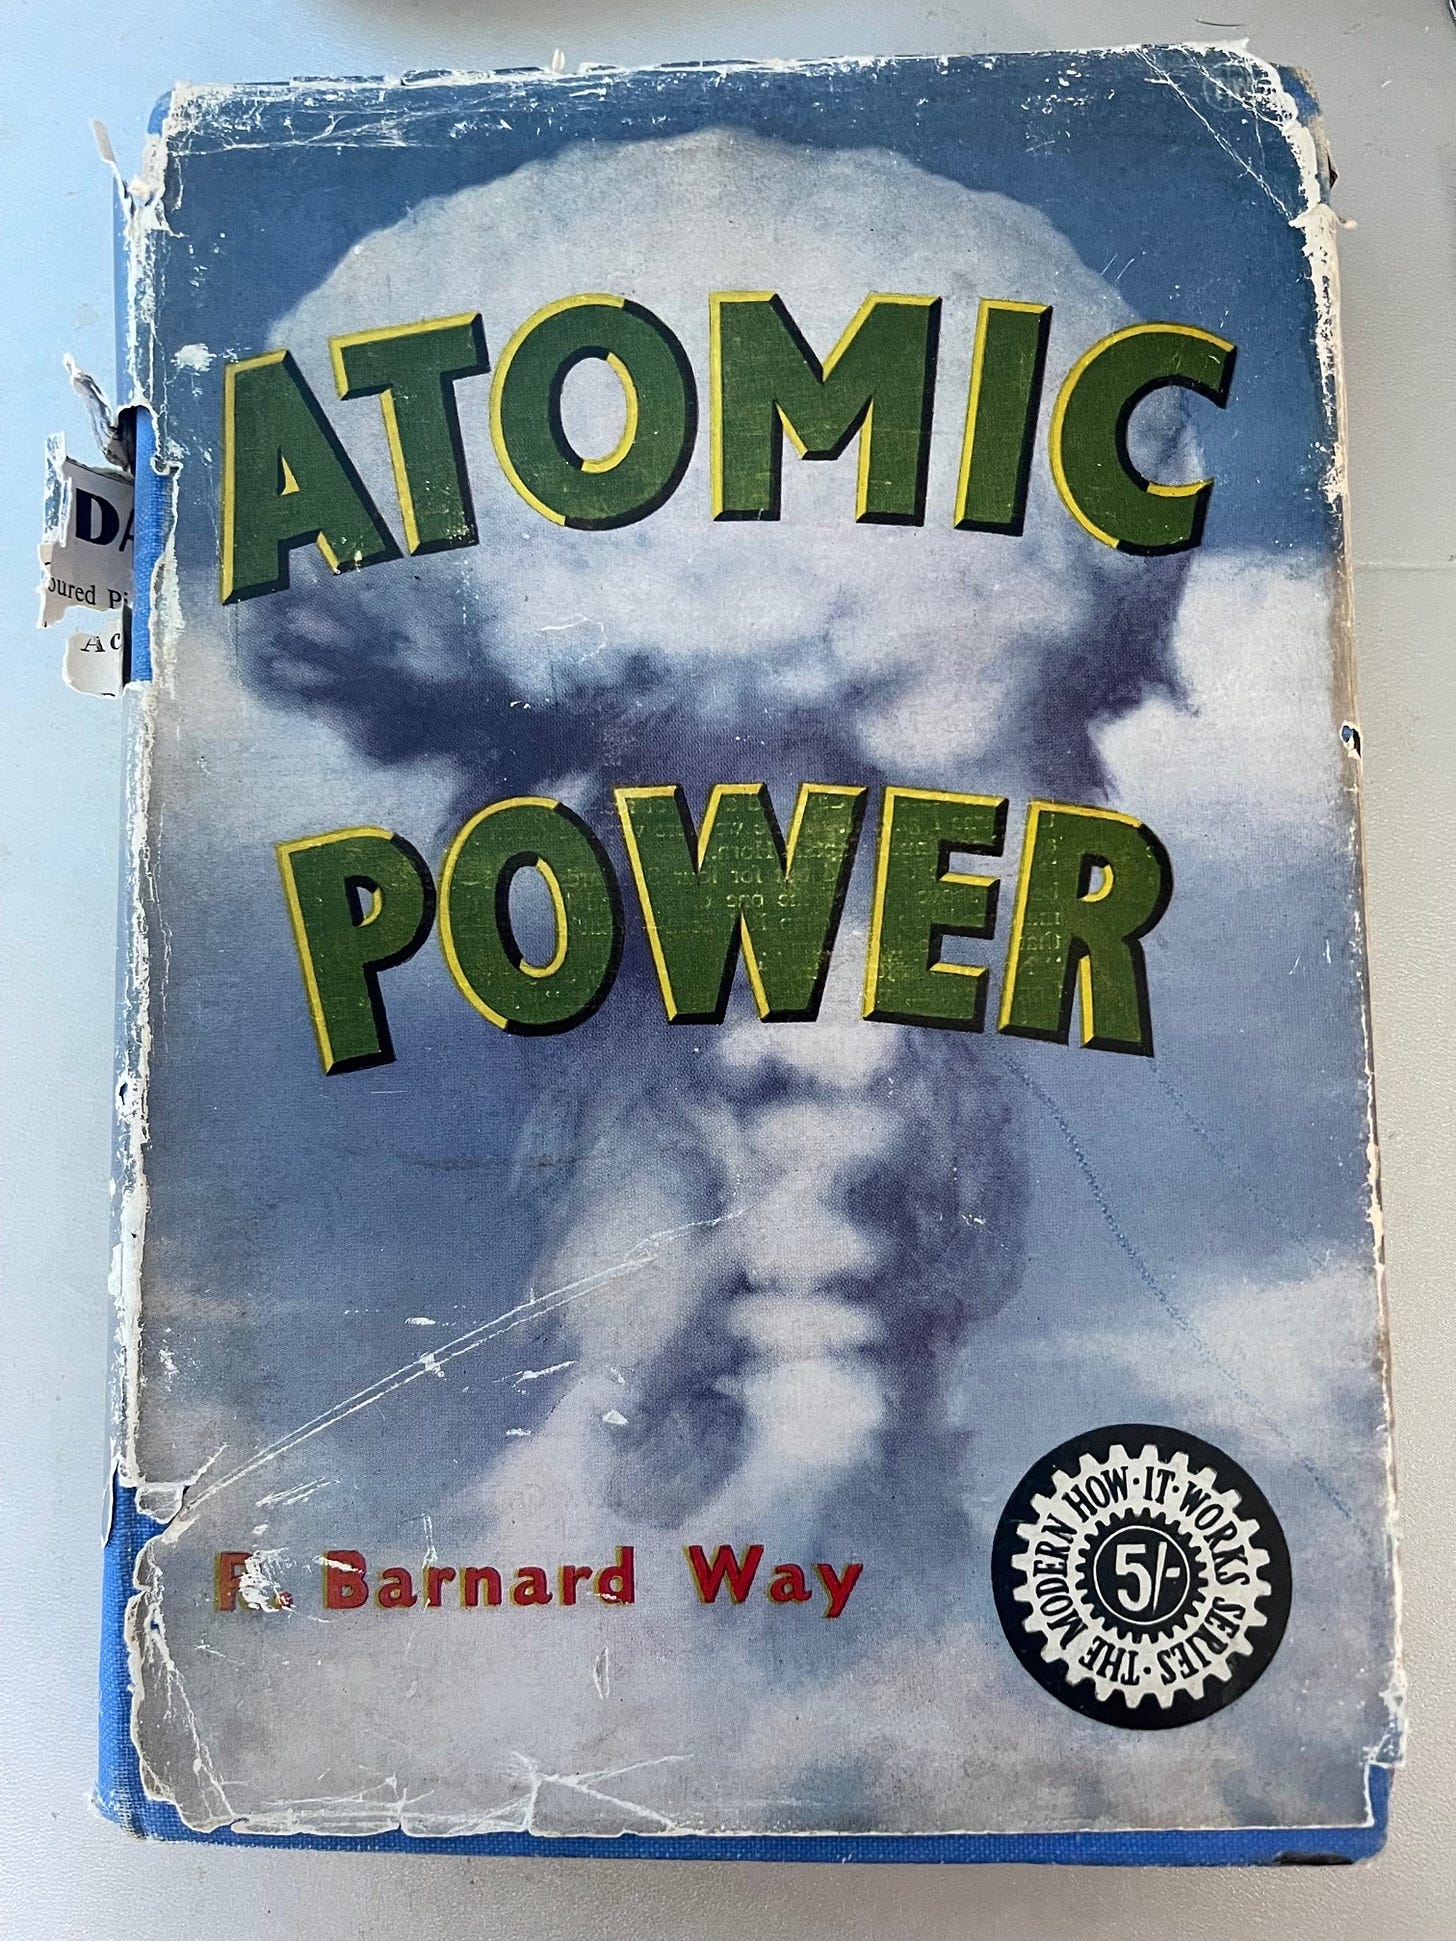 ATOMIC
POWER
R. Barnard Way
THE MODERN HOW·IT·WORKS SERIES·
5/-
DA
oured Pi
Ac